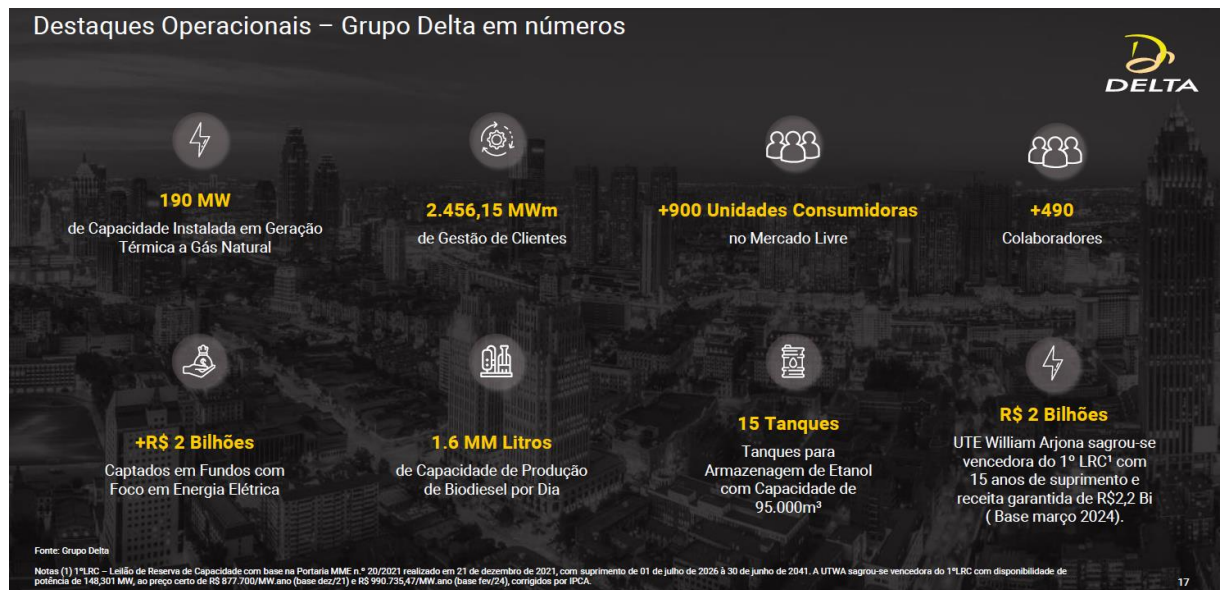 Destaques Operacionais – Grupo Delta em números
DELTA
190 MW
de Capacidade Instalada em Geração
Térmica a Gás Natural
2.456,15 MWm
de Gestão de Clientes
+900 Unidades Consumidoras
no Mercado Livre
+490
Colaboradores
+R$ 2 Bilhões
Captados em Fundos com
Foco em Energia Elétrica
1.6 MM Litros
de Capacidade de Produção
de Biodiesel por Dia
15 Tanques
Tanques para
Armazenagem de Etanol
com Capacidade de
95.000m³
R$ 2 Bilhões
UTE William Arjona sagrou-se
vencedora do 1º LRC¹ com
15 anos de suprimento e
receita garantida de R$2,2 Bi
( Base março 2024).
Fonte: Grupo Delta
Notas (1) 1ºLRC – Leilão de Reserva de Capacidade com base na Portaria MME n.º 20/2021 realizado em 21 de dezembro de 2021, com suprimento de 01 de julho de 2026 à 30 de junho de 2041. A UTWA sagrou-se vencedora do 1ºLRC com disponibilidade de
potência de 148,301 MW, ao preço certo de R$ 877.700/MW.ano (base dez/21) e R$ 990.735,47/MW.ano (base fev/24), corrigidos por IPCA.
17